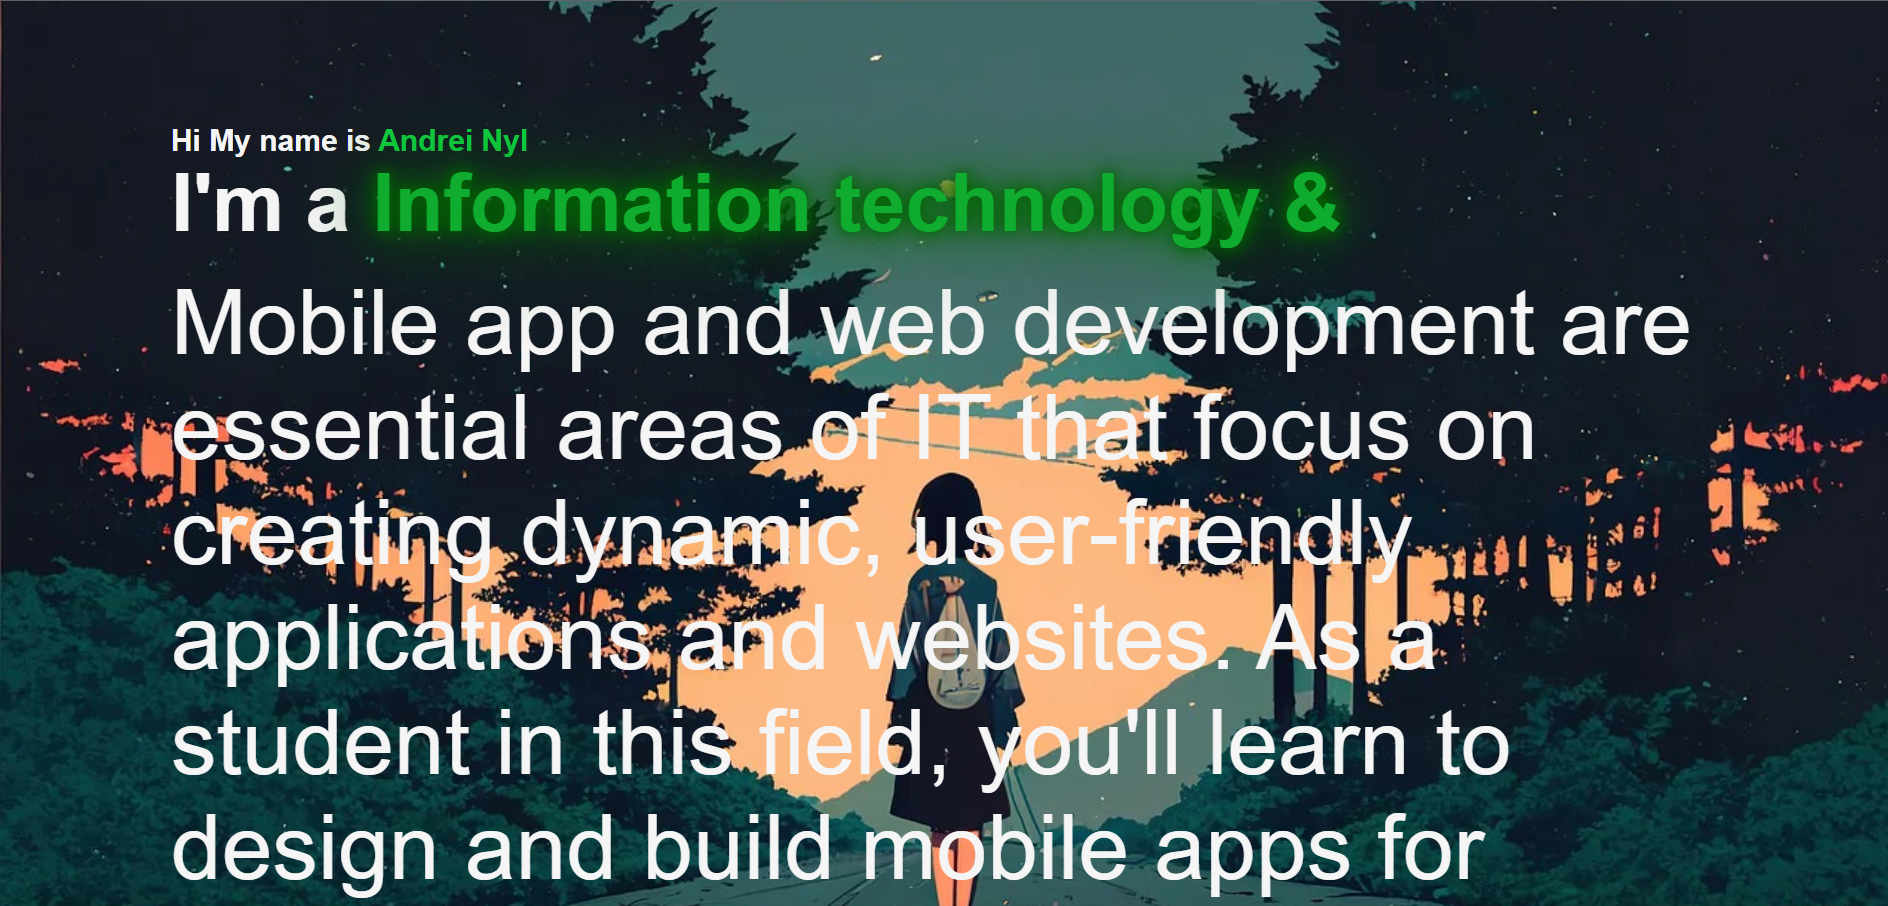 Hi My name is Andrei Nyl
I'm a Information technology &
Mobile app and web development are
essential areas of IT that focus on
creating dynamic, user-friendly
applications and websites. As a
student in this field, you'll learn to
design and build mobile apps for